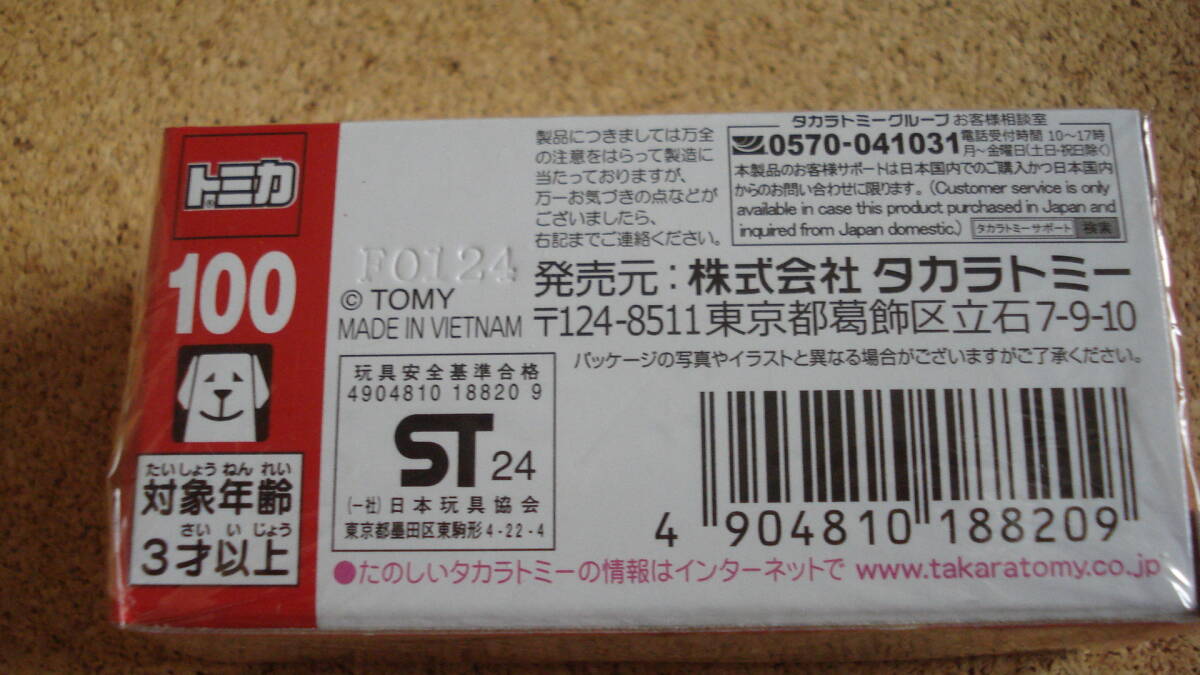 トミカ
®
100
たいしょう ねん れい
対象年齢
さい い じょう
3才以上
F0124
© TOMY
MADE IN VIETNAM
製品につきましては万全
の注意をはらって製造に
当たっておりますが、
万一お気づきの点などが
ございましたら、
右記までご連絡ください。
タカラトミーグループ お客様相談室
0570-041031 電話受付時間 10〜17時
月〜金曜日(土日・祝日除く)
本製品のお客様サポートは日本国内でのご購入かつ日本国内
からのお問い合わせに限ります。(Customer service is only
available in case this product purchased in Japan and
inquired from Japan domestic.) タカラトミー サポート 検索
発売元:株式会社 タカラトミー
〒124-8511 東京都葛飾区立石7-9-10
パッケージの写真やイラストと異なる場合がございますがご了承ください。
玩具安全基準合格
4904810 18820 9
ST 24
(一社)日本玩具協会
東京都墨田区東駒形4-22-4
4 904810 188209
●たのしいタカラトミーの情報はインターネットで www.takaratomy.co.jp